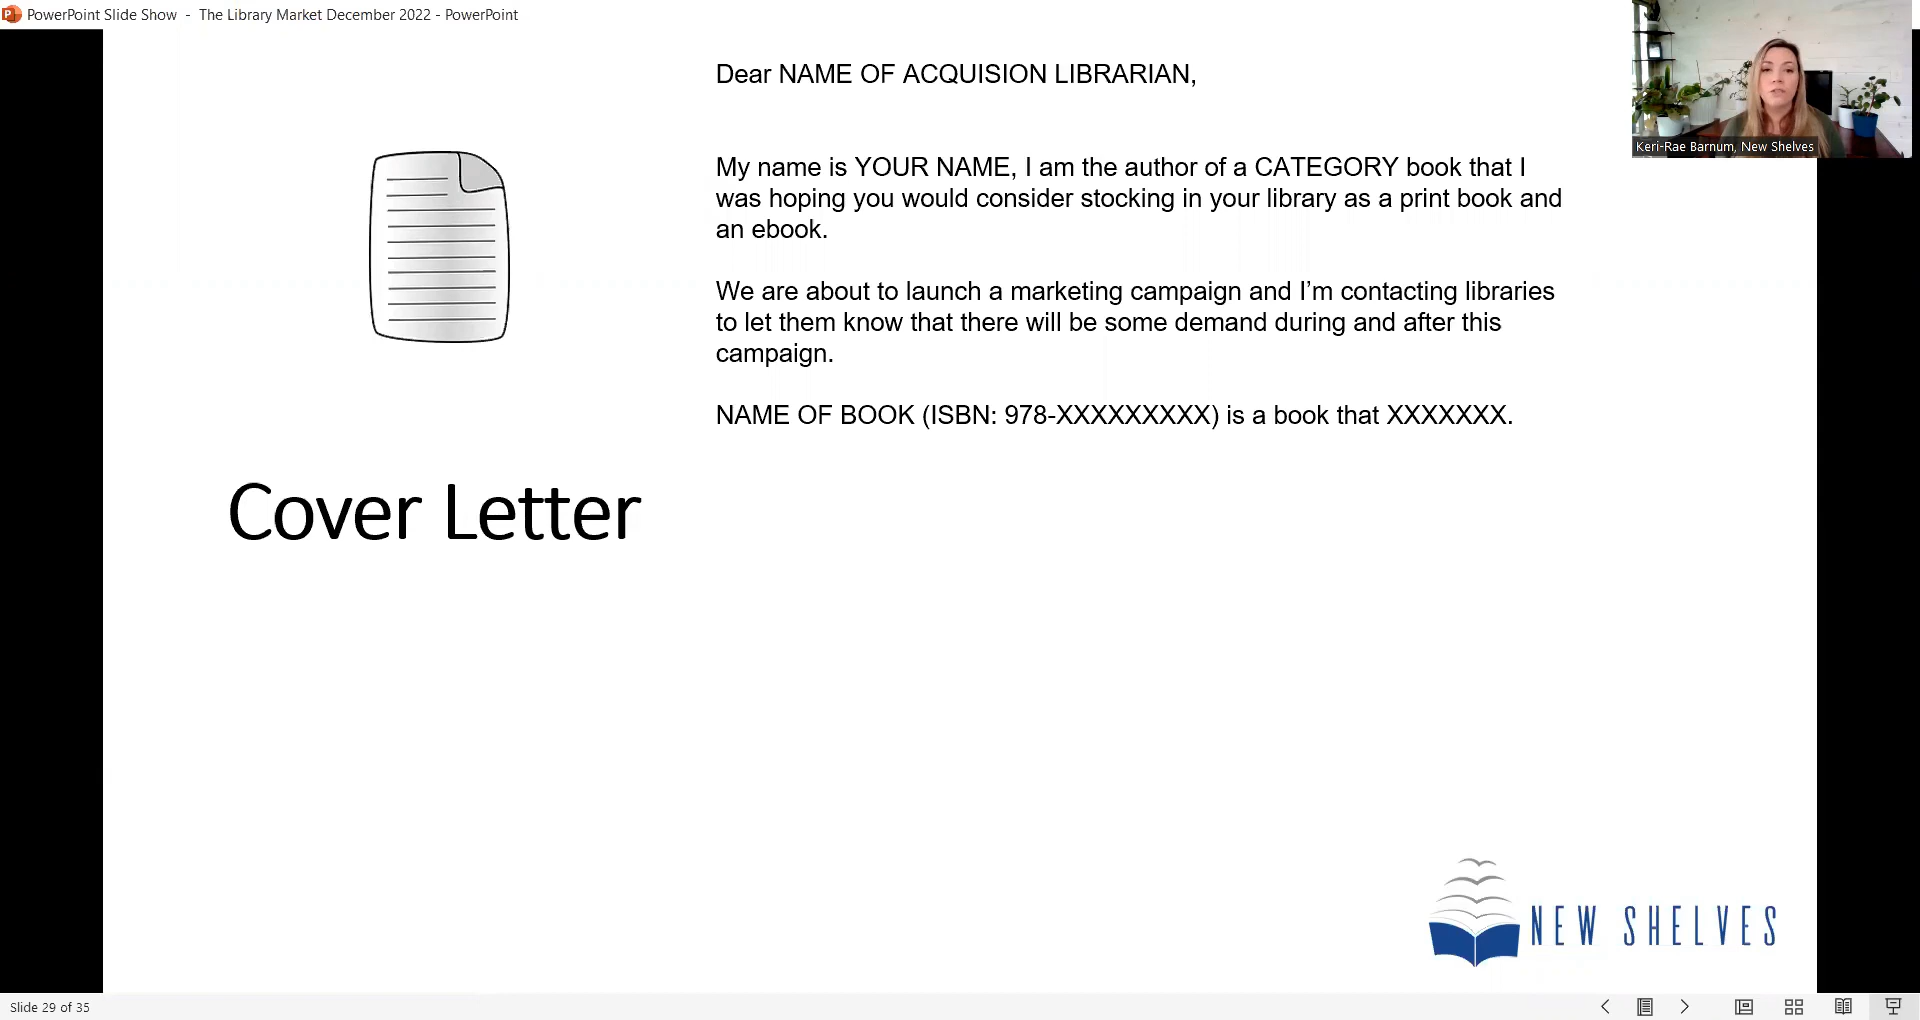 PowerPoint Slide Show - The Library Market December 2022 - PowerPoint
Dear NAME OF ACQUISION LIBRARIAN,
Keri-Rae Barnum, New Shelves
My name is YOUR NAME, I am the author of a CATEGORY book that I
was hoping you would consider stocking in your library as a print book and
an ebook.
We are about to launch a marketing campaign and I’m contacting libraries
to let them know that there will be some demand during and after this
campaign.
NAME OF BOOK (ISBN: 978-XXXXXXXXX) is a book that XXXXXXX.
Cover Letter
NEW SHELVES
Slide 29 of 35